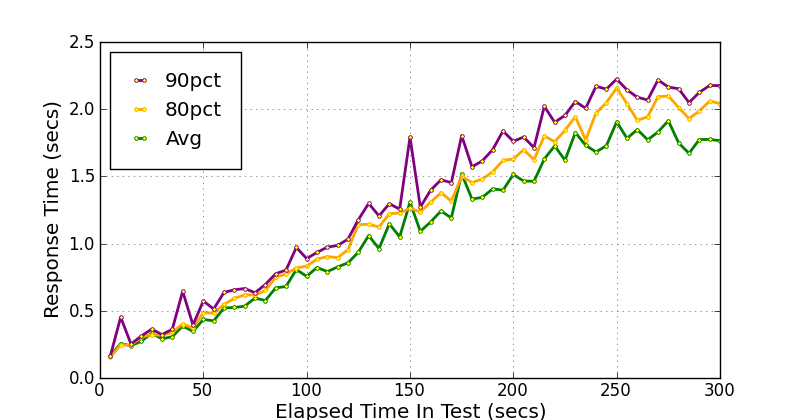 2.5
2.0
1.5
1.0
0.5
0.0
Response Time (secs)
90pct
80pct
Avg
0 50 100 150 200 250 300
Elapsed Time In Test (secs)